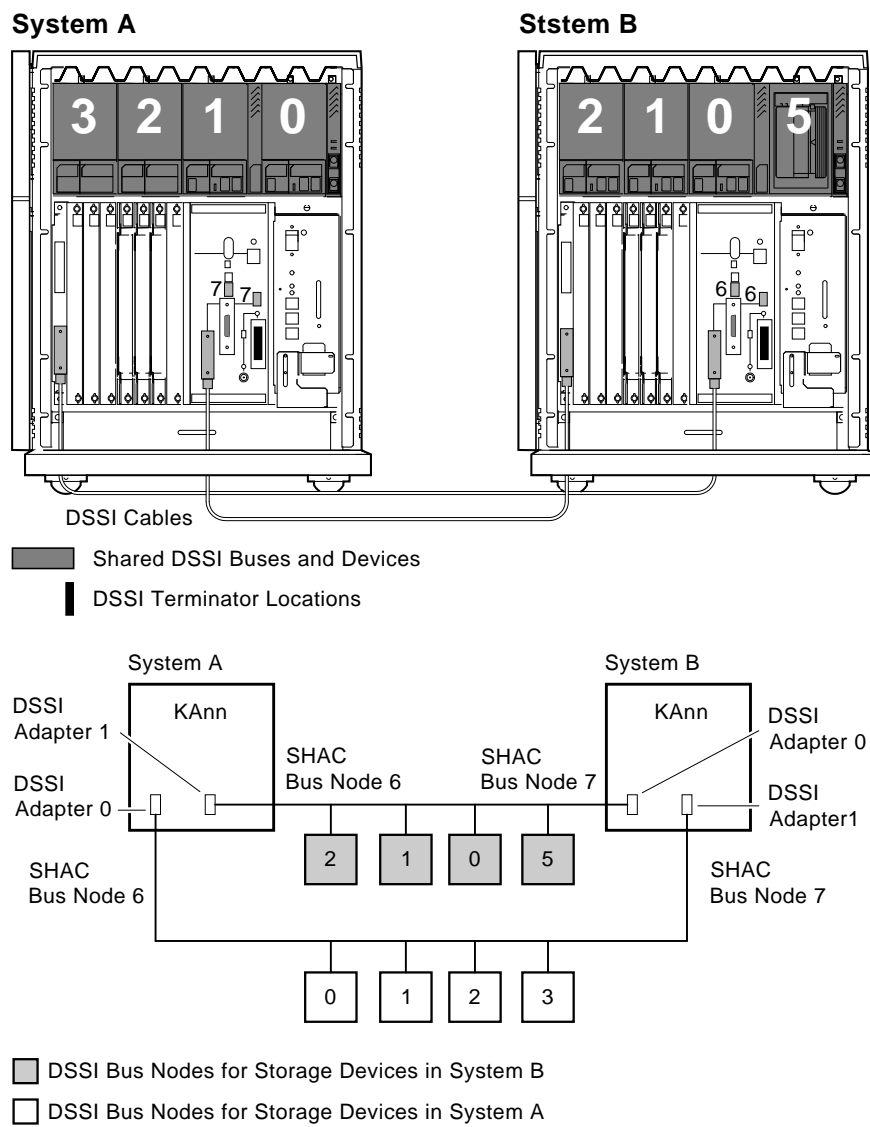 System A
Ststem B
3 2 1 0
2 1 0 5
7 7
6 6
DSSI Cables
Shared DSSI Buses and Devices
DSSI Terminator Locations
System A
System B
DSSI
Adapter 1
KAnn
KAnn
DSSI
Adapter 0
SHAC
Bus Node 6
SHAC
Bus Node 7
DSSI
Adapter 0
DSSI
Adapter1
2 1 0 5
SHAC
Bus Node 6
SHAC
Bus Node 7
0 1 2 3
DSSI Bus Nodes for Storage Devices in System B
DSSI Bus Nodes for Storage Devices in System A